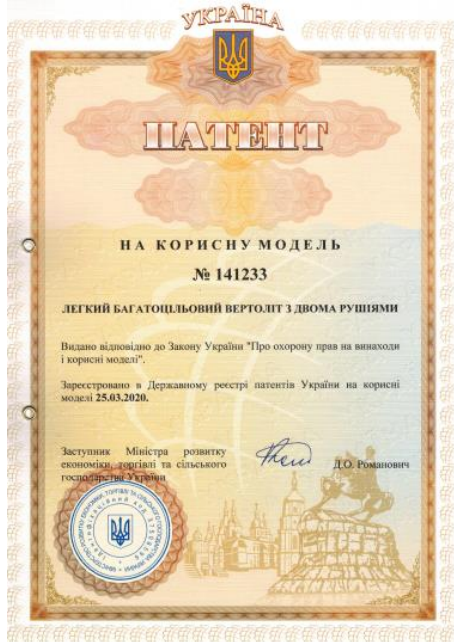 УКРАЇНА
ПАТЕНТ
НА КОРИСНУ МОДЕЛЬ
№ 141233
ЛЕГКИЙ БАГАТОЦІЛЬОВИЙ ВЕРТОЛІТ З ДВОМА РУШІЯМИ
Видано відповідно до Закону України "Про охорону прав на винаходи
і корисні моделі".
Зареєстровано в Державному реєстрі патентів України на корисні
моделі 25.03.2020.
Заступник Міністра розвитку
економіки, торгівлі та сільського
господарства України
Д.О. Романович